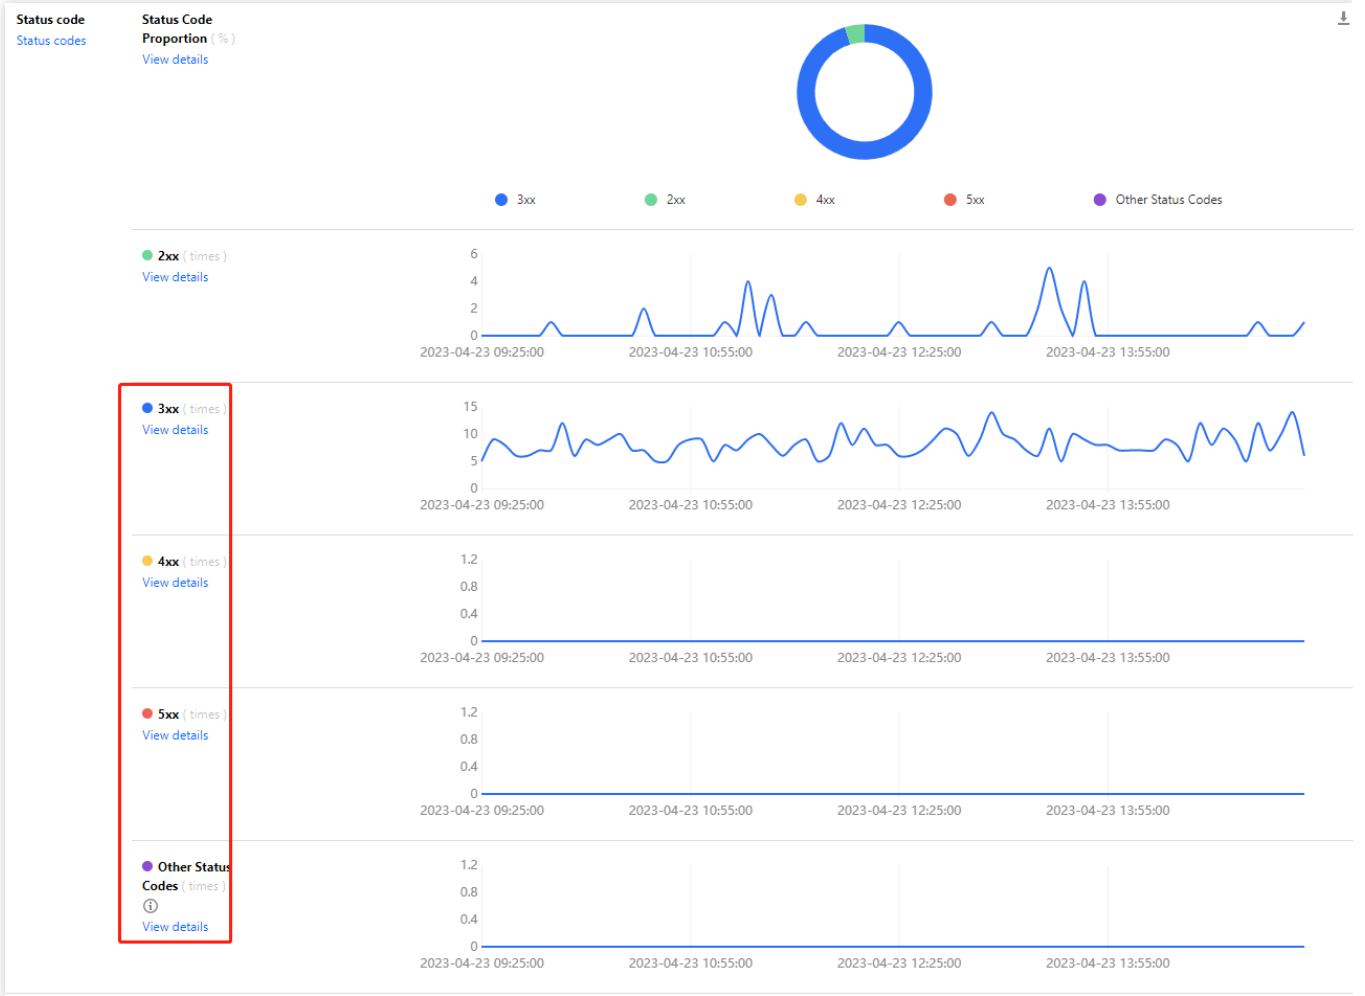 Status code
Status codes
Status Code
Proportion ( % )
View details
3xx
2xx
4xx
5xx
Other Status Codes
2xx ( times )
View details
6
4
2
0
2023-04-23 09:25:00
2023-04-23 10:55:00
2023-04-23 12:25:00
2023-04-23 13:55:00
3xx ( times )
View details
15
10
5
0
2023-04-23 09:25:00
2023-04-23 10:55:00
2023-04-23 12:25:00
2023-04-23 13:55:00
4xx ( times )
View details
1.2
0.8
0.4
0
2023-04-23 09:25:00
2023-04-23 10:55:00
2023-04-23 12:25:00
2023-04-23 13:55:00
5xx ( times )
View details
1.2
0.8
0.4
0
2023-04-23 09:25:00
2023-04-23 10:55:00
2023-04-23 12:25:00
2023-04-23 13:55:00
Other Status
Codes ( times )
View details
1.2
0.8
0.4
0
2023-04-23 09:25:00
2023-04-23 10:55:00
2023-04-23 12:25:00
2023-04-23 13:55:00